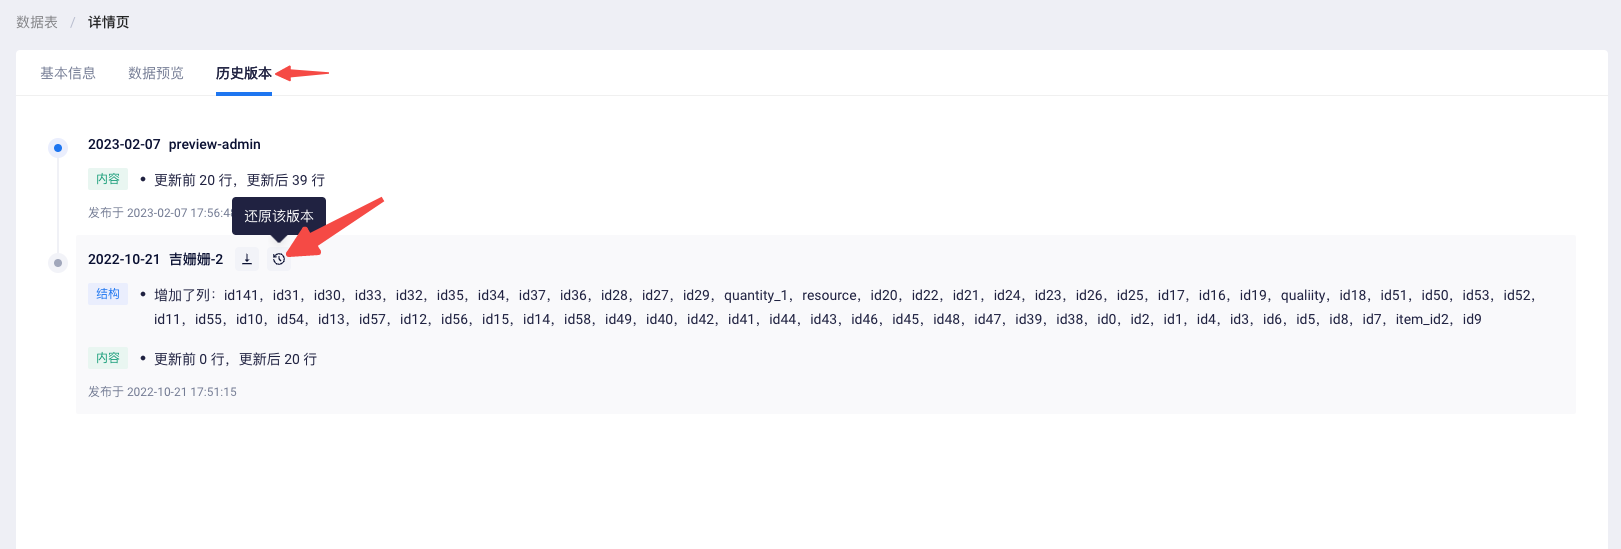 数据表 / 详情页
基本信息 数据预览 历史版本
2023-02-07 preview-admin
内容 • 更新前 20 行，更新后 39 行
发布于 2023-02-07 17:56:4
还原该版本
2022-10-21 吉姗姗-2
结构 • 增加了列：id141，id31，id30，id33，id32，id35，id34，id37，id36，id28，id27，id29，quantity_1，resource，id20，id22，id21，id24，id23，id26，id25，id17，id16，id19，qualiity，id18，id51，id50，id53，id52，
id11，id55，id10，id54，id13，id57，id12，id56，id15，id14，id58，id49，id40，id42，id41，id44，id43，id46，id45，id48，id47，id39，id38，id0，id2，id1，id4，id3，id6，id5，id8，id7，item_id2，id9
内容 • 更新前 0 行，更新后 20 行
发布于 2022-10-21 17:51:15